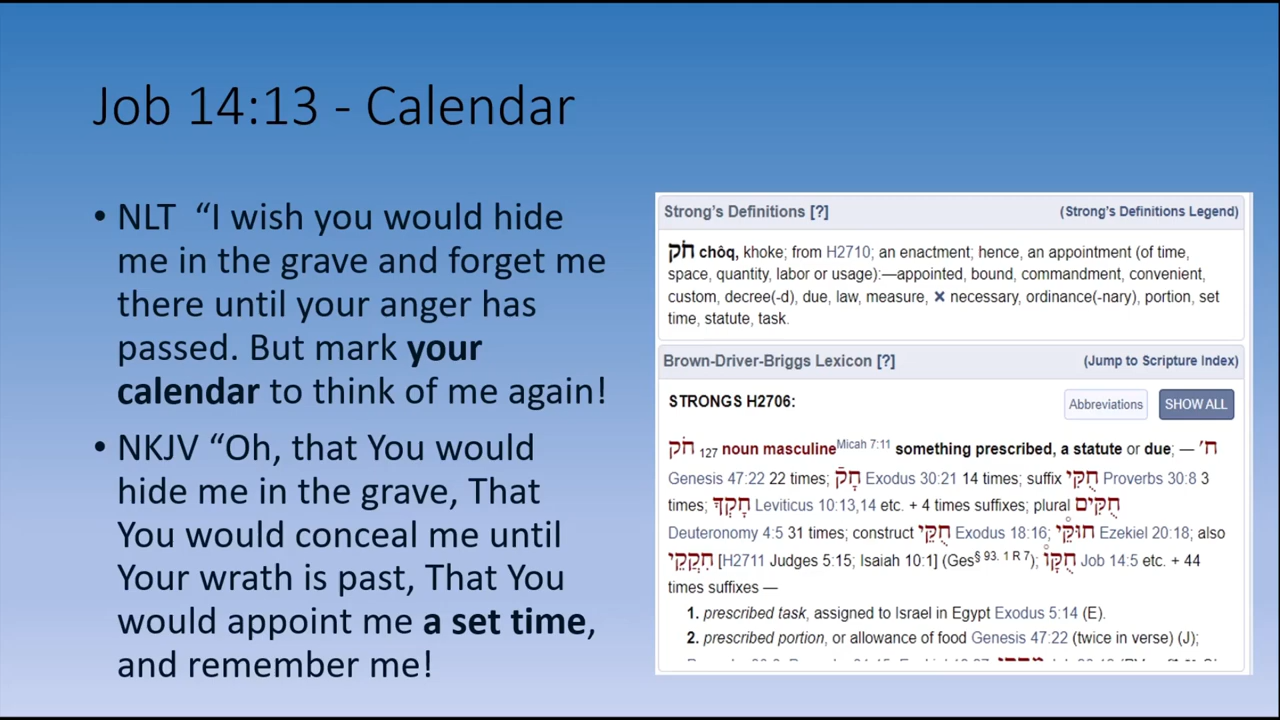 Job 14:13 - Calendar
• NLT  “I wish you would hide
me in the grave and forget me
there until your anger has
passed. But mark your
calendar to think of me again!
• NKJV “Oh, that You would
hide me in the grave, That
You would conceal me until
Your wrath is past, That You
would appoint me a set time,
and remember me!
Strong’s Definitions [?] (Strong’s Definitions Legend)
חֹק chôq, khoke; from H2710; an enactment; hence, an appointment (of time,
space, quantity, labor or usage):—appointed, bound, commandment, convenient,
custom, decree(-d), due, law, measure, × necessary, ordinance(-nary), portion, set
time, statute, task.
Brown-Driver-Briggs Lexicon [?] (Jump to Scripture Index)
STRONGS H2706: Abbreviations SHOW ALL
חֹק 127 noun masculine Micah 7:11 something prescribed, a statute or due; — ח׳
Genesis 47:22 22 times; חָק Exodus 30:21 14 times; suffix חֻקִּי Proverbs 30:8 3
times; חָקְךָ Leviticus 10:13,14 etc. + 4 times suffixes; plural חֻקִּים
Deuteronomy 4:5 31 times; construct חֻקֵּי Exodus 18:16; חוּקֵּי Ezekiel 20:18; also
חִקְקֵי [H2711 Judges 5:15; Isaiah 10:1] (Ges§ 93. 1 R 7); חֻקָּו Job 14:5 etc. + 44
times suffixes —
1. prescribed task, assigned to Israel in Egypt Exodus 5:14 (E).
2. prescribed portion, or allowance of food Genesis 47:22 (twice in verse) (J);